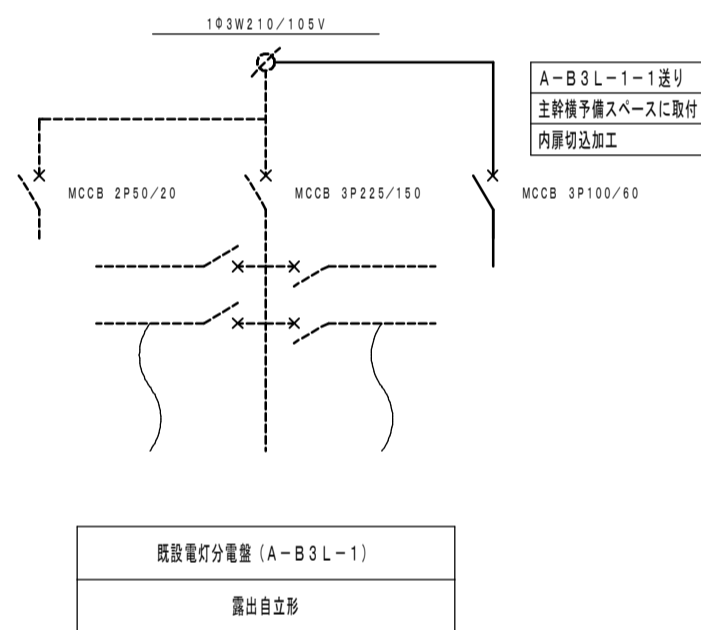 1Φ3W210/105V
A-B3L-1-1送り
主幹横予備スペースに取付
内扉切込加工
MCCB 2P50/20
MCCB 3P225/150
MCCB 3P100/60
既設電灯分電盤(A-B3L-1)
露出自立形